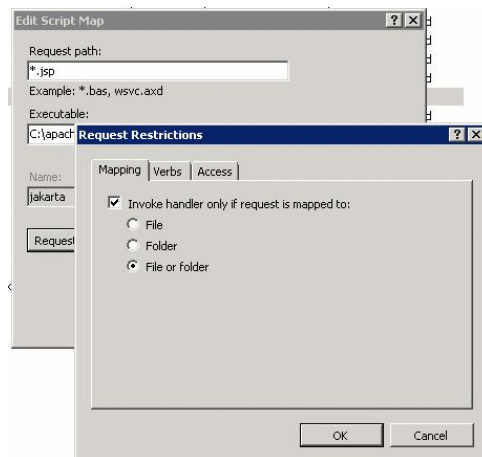 Edit Script Map
Request path:
*.jsp
Example: *.bas, wsvc.axd
Executable:
C:\apach
Name:
jakarta
Request Restrictions
Mapping Verbs Access
Invoke handler only if request is mapped to:
File
Folder
File or folder
OK Cancel